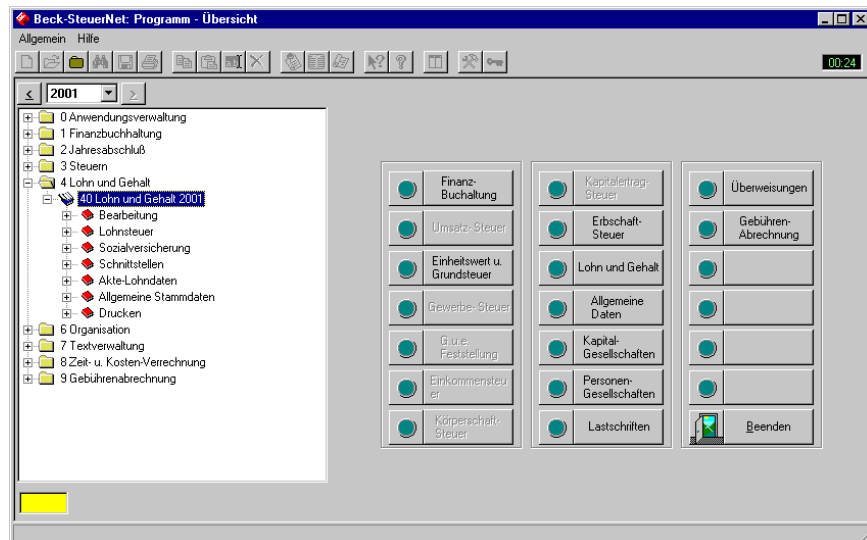 Beck-SteuerNet: Programm - Übersicht
Allgemein Hilfe
00:24
< 2001 >
0 Anwendungsverwaltung
1 Finanzbuchhaltung
2 Jahresabschluß
3 Steuern
4 Lohn und Gehalt
40 Lohn und Gehalt 2001
Bearbeitung
Lohnsteuer
Sozialversicherung
Schnittstellen
Akte-Lohndaten
Allgemeine Stammdaten
Drucken
6 Organisation
7 Textverwaltung
8 Zeit- u. Kosten-Verrechnung
9 Gebührenabrechnung
Finanz-
Buchaltung
Umsatz- Steuer
Einheitswert u.
Grundsteuer
Gewerbe- Steuer
G.u.e.
Feststellung
Einkommensteu
er
Körperschaft-
Steuer
Kapitalertrag-
Steuer
Erbschaft-
Steuer
Lohn und Gehalt
Allgemeine
Daten
Kapital-
Gesellschaften
Personen-
Gesellschaften
Lastschriften
Überweisungen
Gebühren-
Abrechnung
Beenden